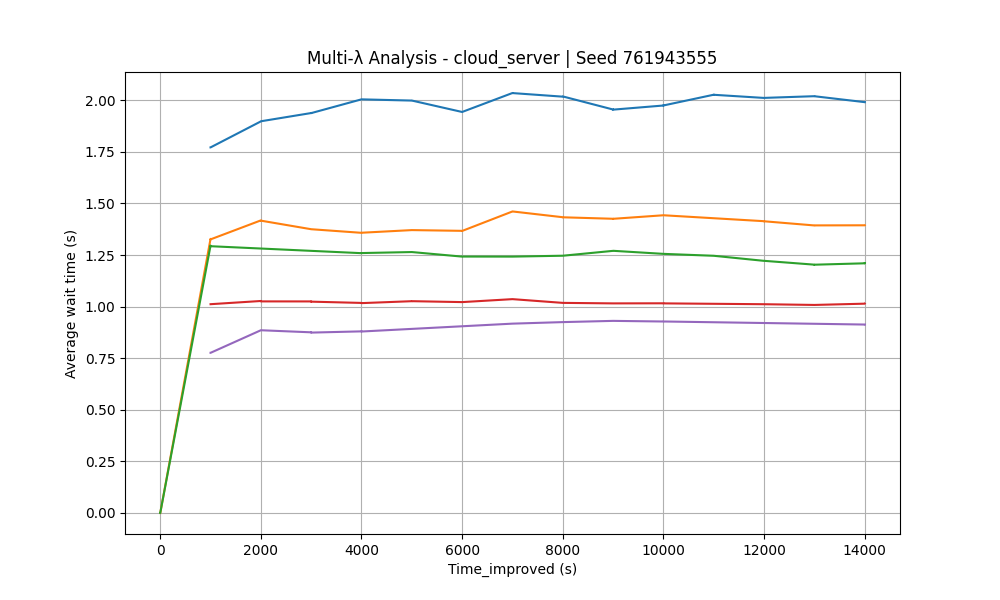 Multi-λ Analysis - cloud_server | Seed 761943555
Average wait time (s)
2.00
1.75
1.50
1.25
1.00
0.75
0.50
0.25
0.00
0 2000 4000 6000 8000 10000 12000 14000
Time_improved (s)